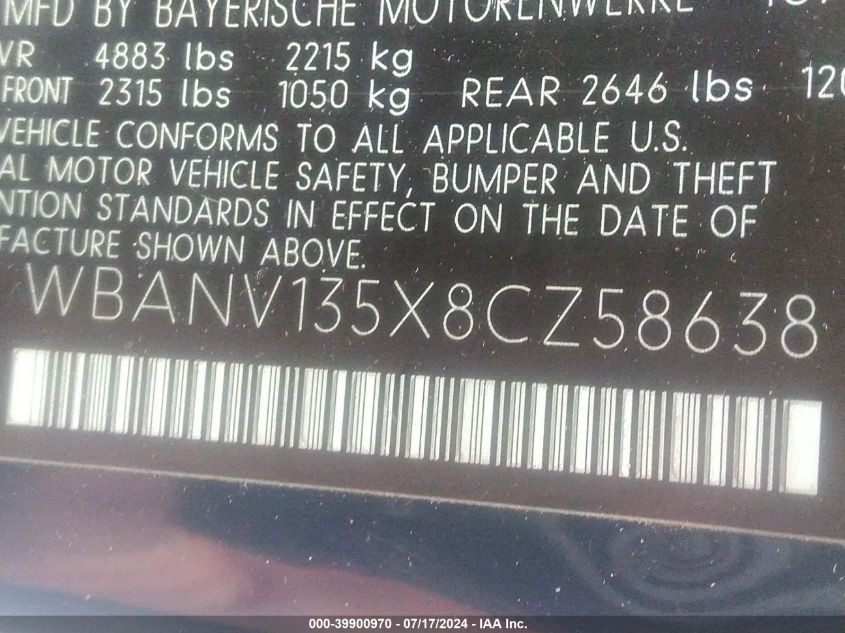 MFD BY BAYERISCHE MOTORENWERKE
VR 4883 lbs 2215 kg
FRONT 2315 lbs 1050 kg REAR 2646 lbs 120
VEHICLE CONFORMS TO ALL APPLICABLE U.S.
AL MOTOR VEHICLE SAFETY, BUMPER AND THEFT
NTION STANDARDS IN EFFECT ON THE DATE OF
FACTURE SHOWN ABOVE.
WBANV135X8CZ58638
000-39900970 - 07/17/2024 - IAA Inc.